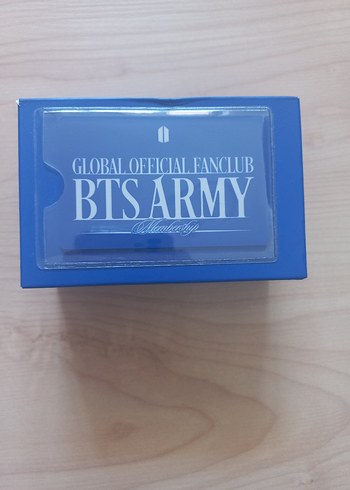 GLOBAL OFFICIAL FANCLUB
BTS ARMY
Membership